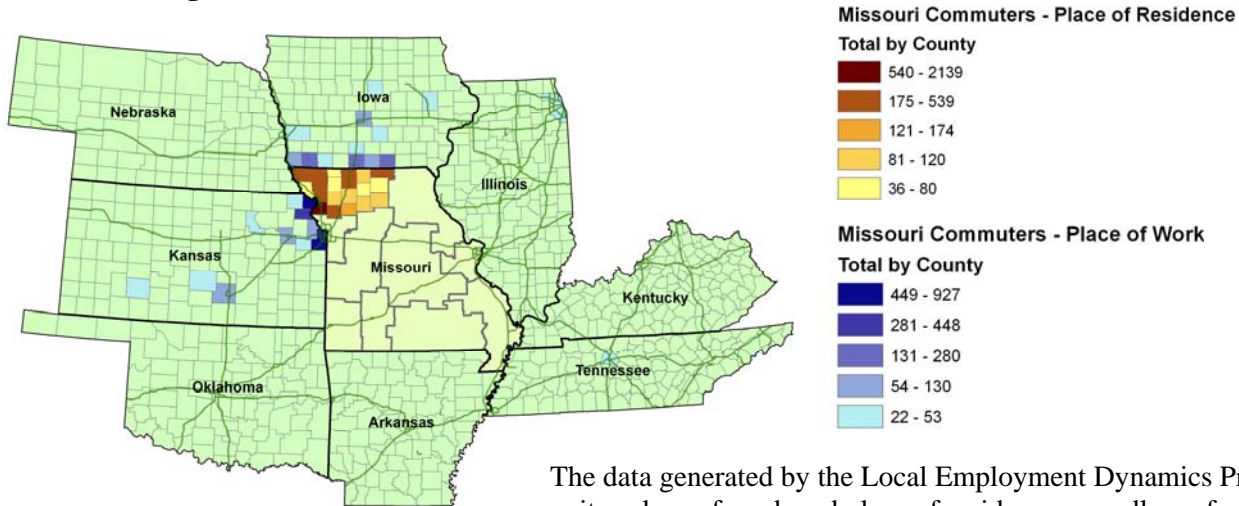 Missouri Commuters - Place of Residence
Total by County
540 - 2139
175 - 539
121 - 174
81 - 120
36 - 80
Missouri Commuters - Place of Work
Total by County
449 - 927
281 - 448
131 - 280
54 - 130
22 - 53
Nebraska
Iowa
Illinois
Kansas
Missouri
Kentucky
Tennessee
Oklahoma
Arkansas
The data generated by the Local Employment Dynamics